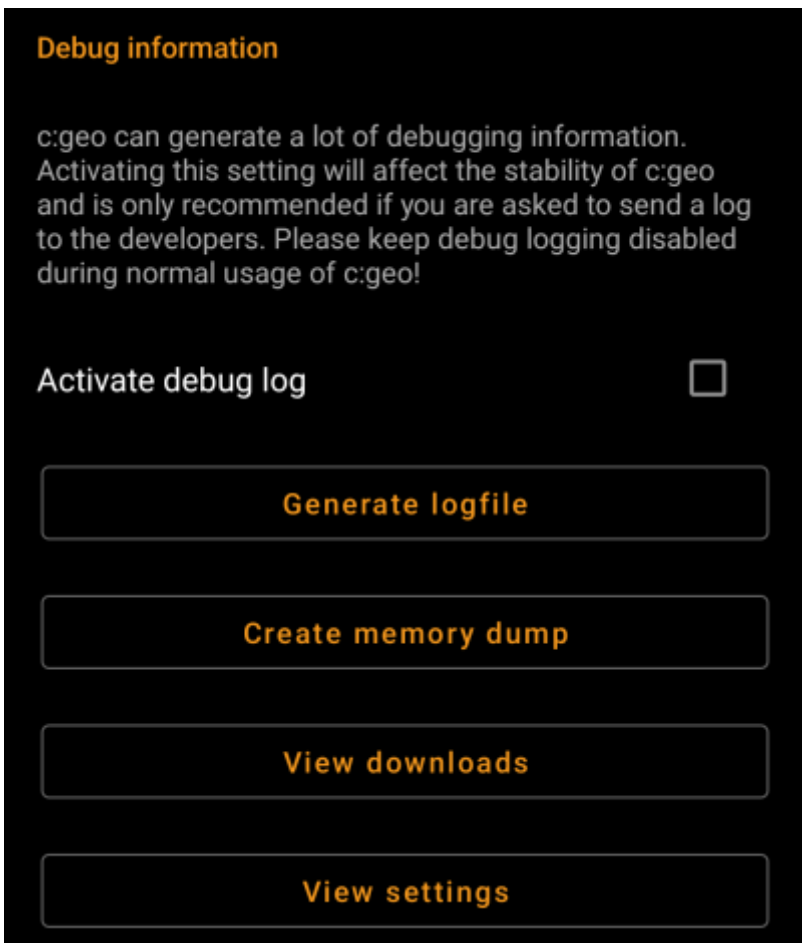 Debug information
c:geo can generate a lot of debugging information.
Activating this setting will affect the stability of c:geo
and is only recommended if you are asked to send a log
to the developers. Please keep debug logging disabled
during normal usage of c:geo!
Activate debug log
Generate logfile
Create memory dump
View downloads
View settings